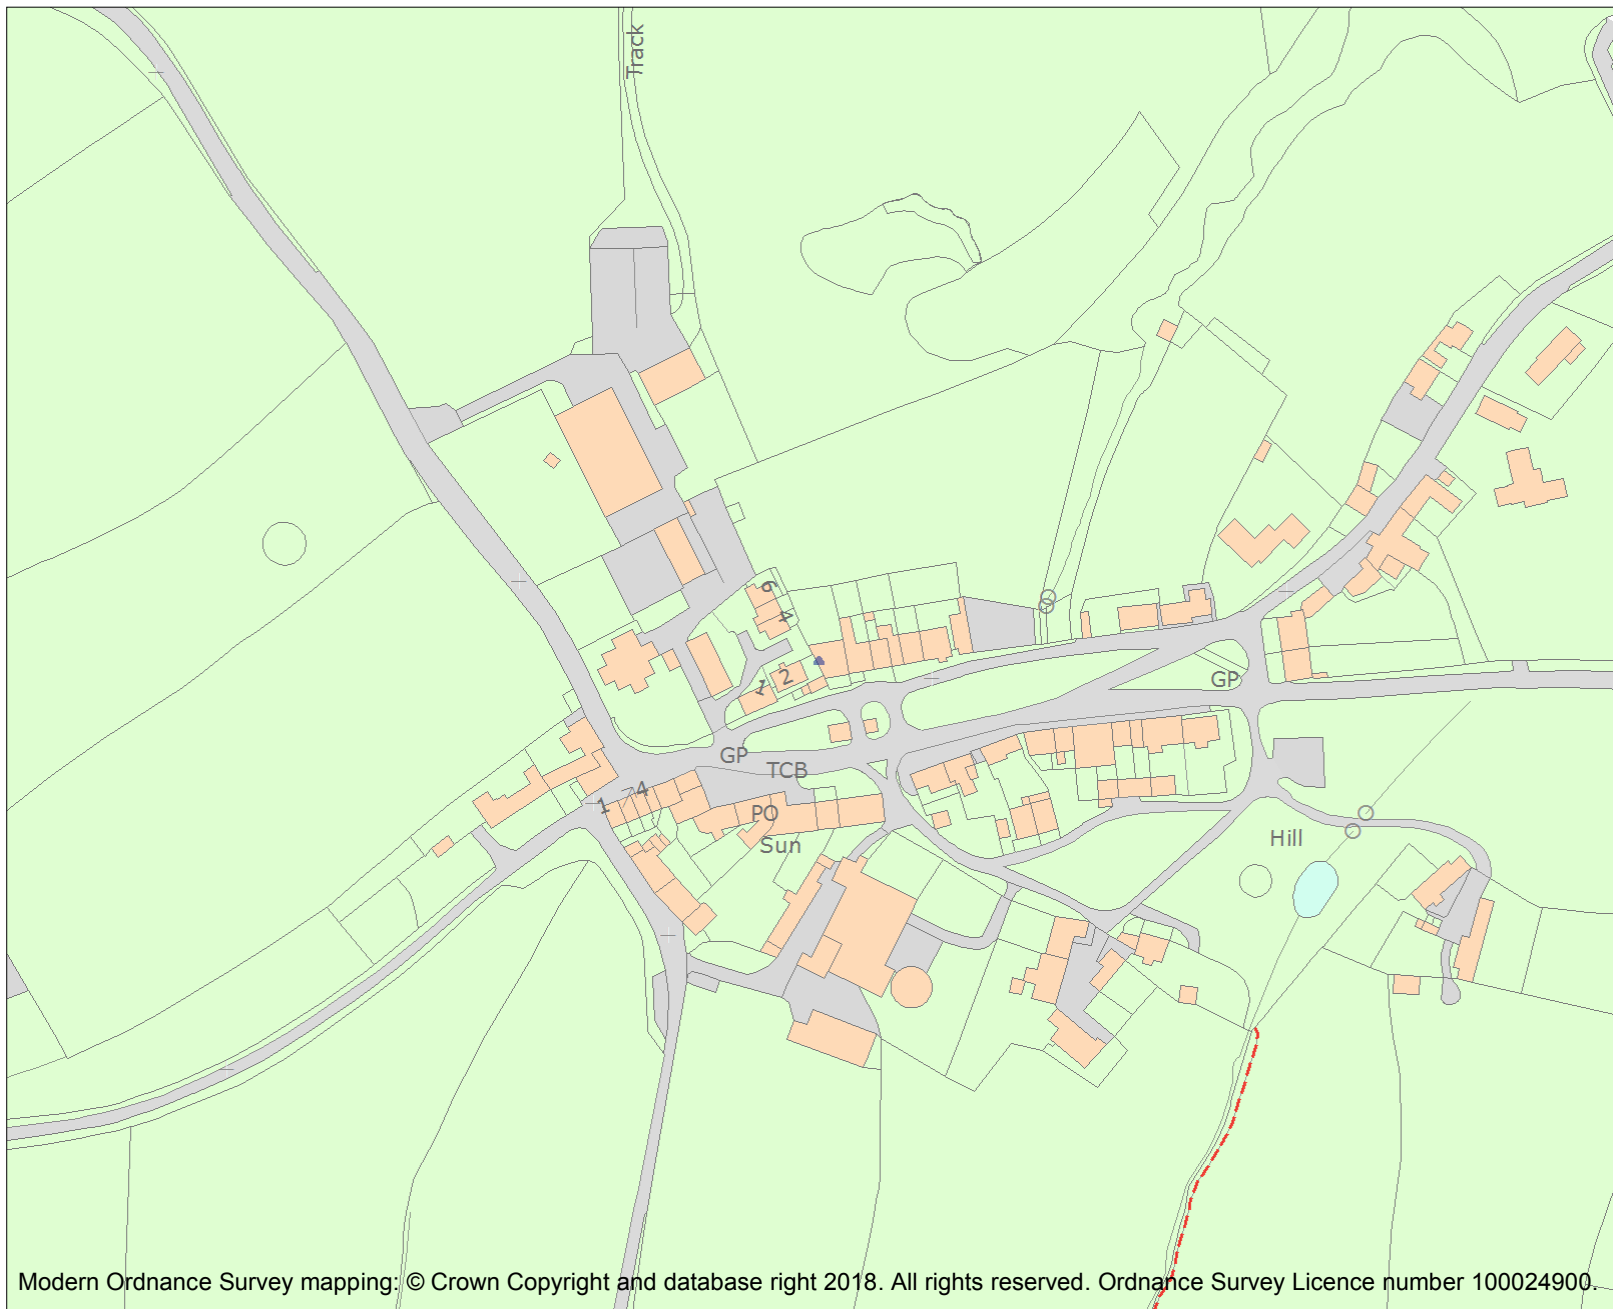 Track
6
4
2
1
GP
GP
TCB
1
74
PO
Sun
Hill
Modern Ordnance Survey mapping: © Crown Copyright and database right 2018. All rights reserved. Ordnance Survey Licence number 100024900.